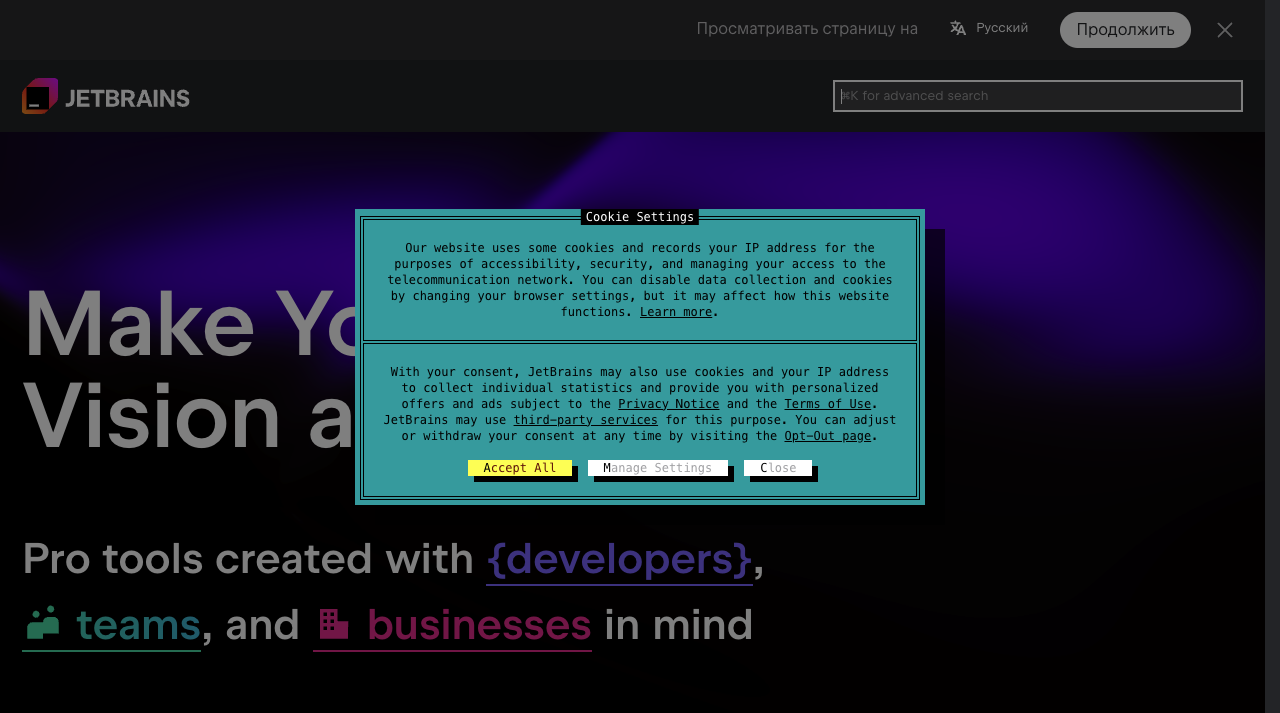 Просматривать страницу на
Русский
Продолжить
JETBRAINS
⌘K for advanced search
Cookie Settings
Our website uses some cookies and records your IP address for the
purposes of accessibility, security, and managing your access to the
telecommunication network. You can disable data collection and cookies
by changing your browser settings, but it may affect how this website
functions. Learn more.
With your consent, JetBrains may also use cookies and your IP address
to collect individual statistics and provide you with personalized
offers and ads subject to the Privacy Notice and the Terms of Use.
JetBrains may use third-party services for this purpose. You can adjust
or withdraw your consent at any time by visiting the Opt-Out page.
Accept All
Manage Settings
Close
Make Yo
Vision a
Pro tools created with {developers},
teams, and businesses in mind